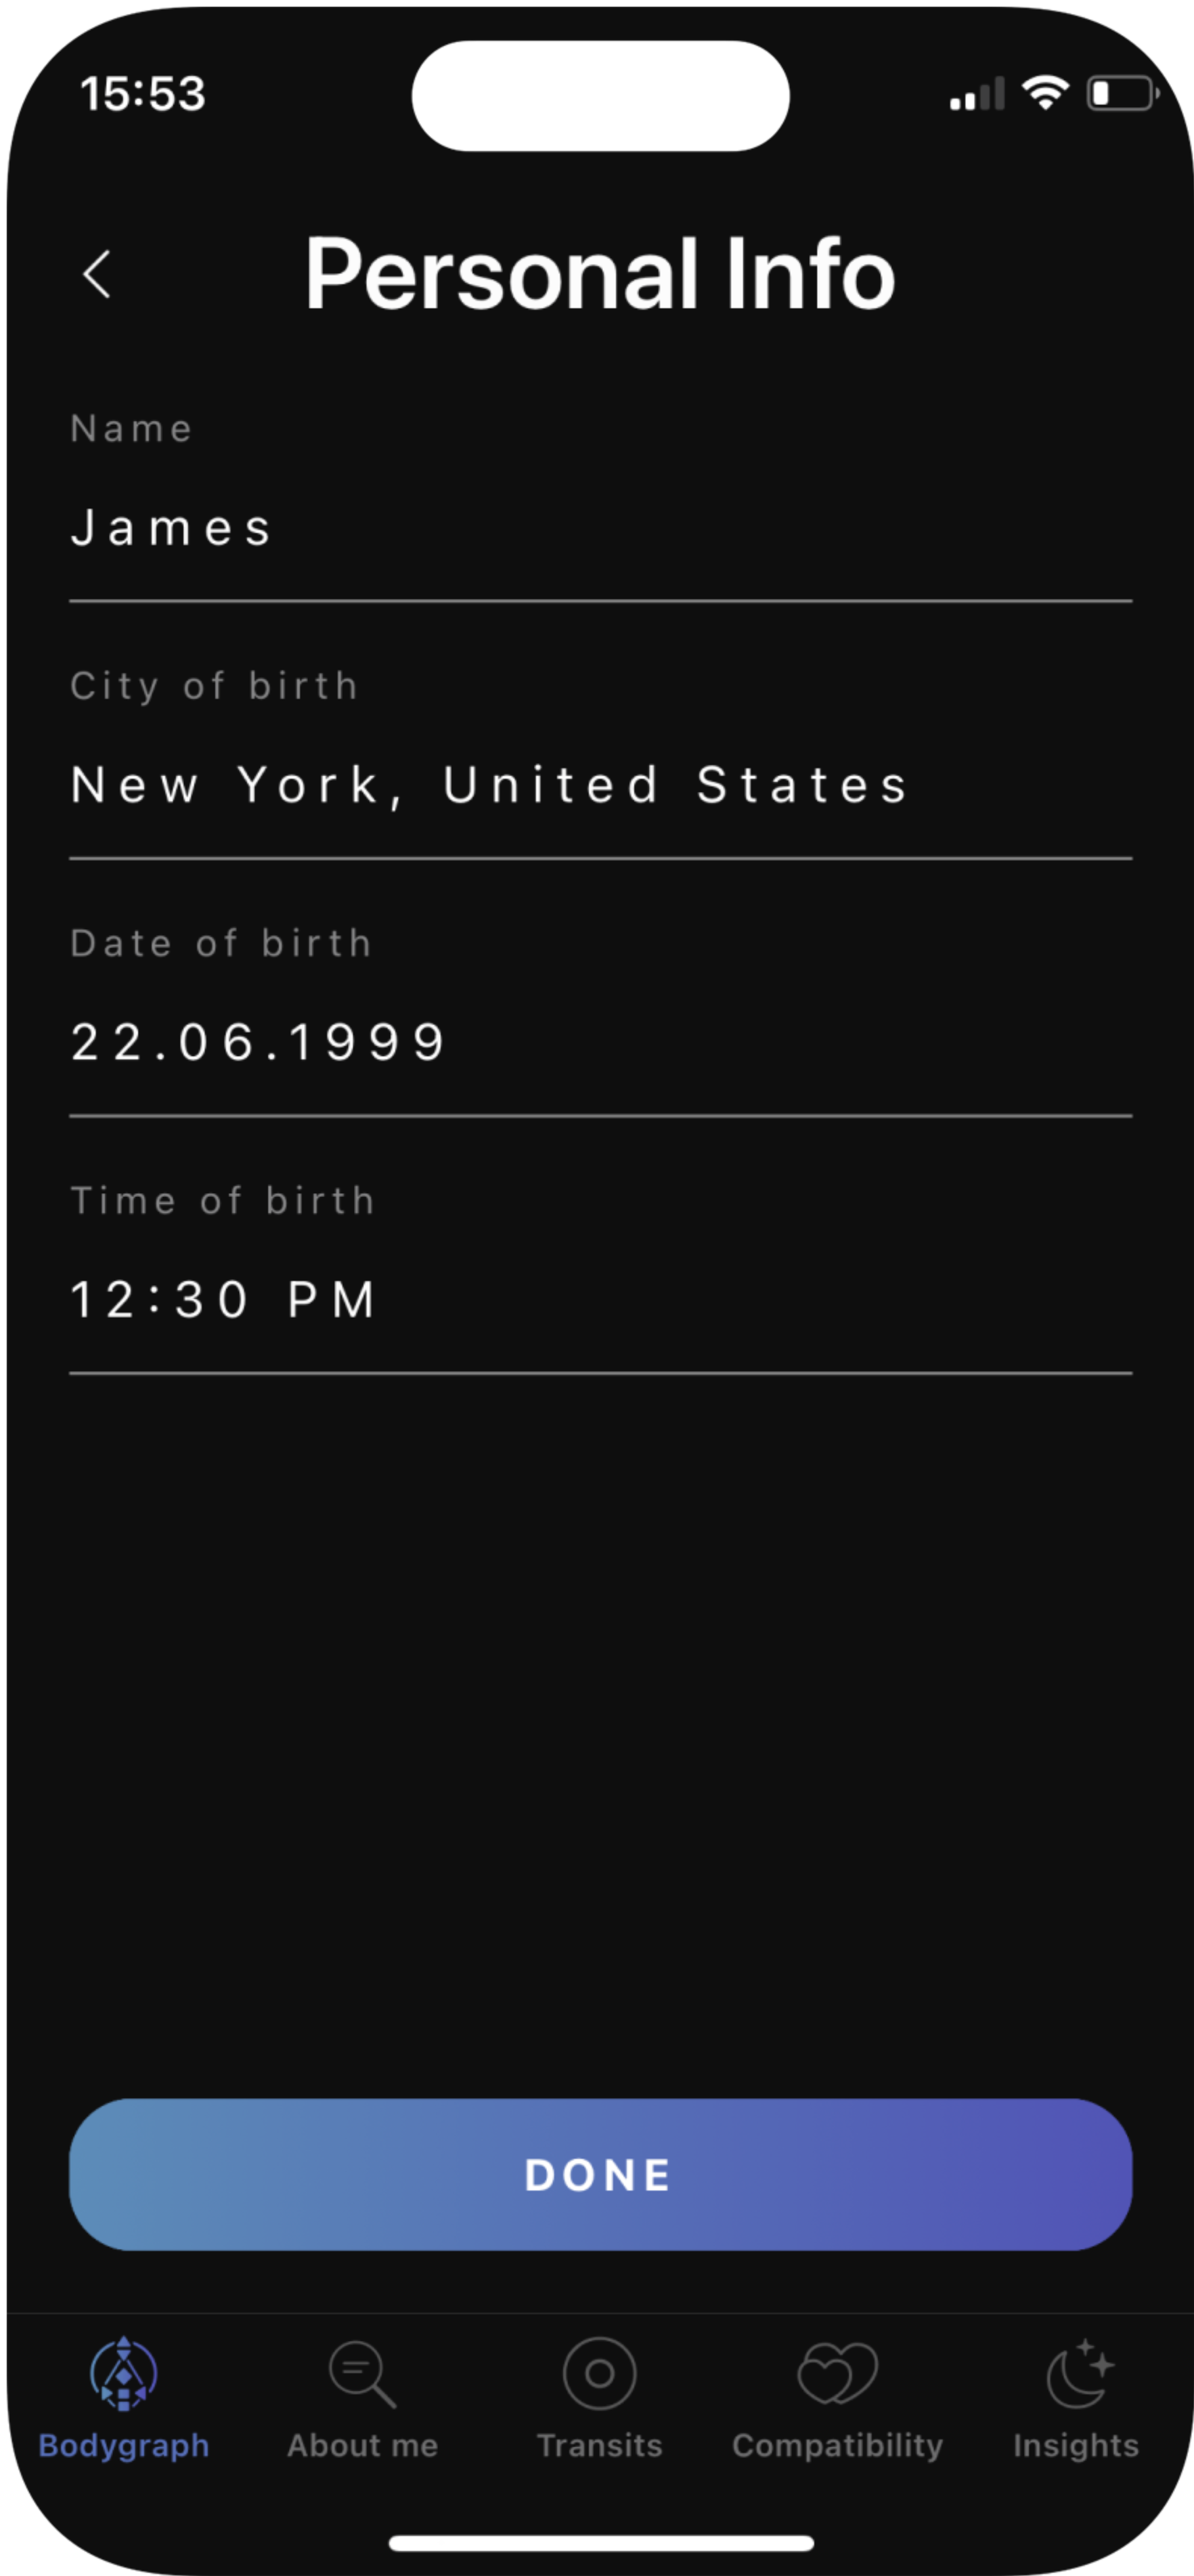 15:53
Personal Info
Name
James
City of birth
New York, United States
Date of birth
22.06.1999
Time of birth
12:30 PM
DONE
Bodygraph About me Transits Compatibility Insights